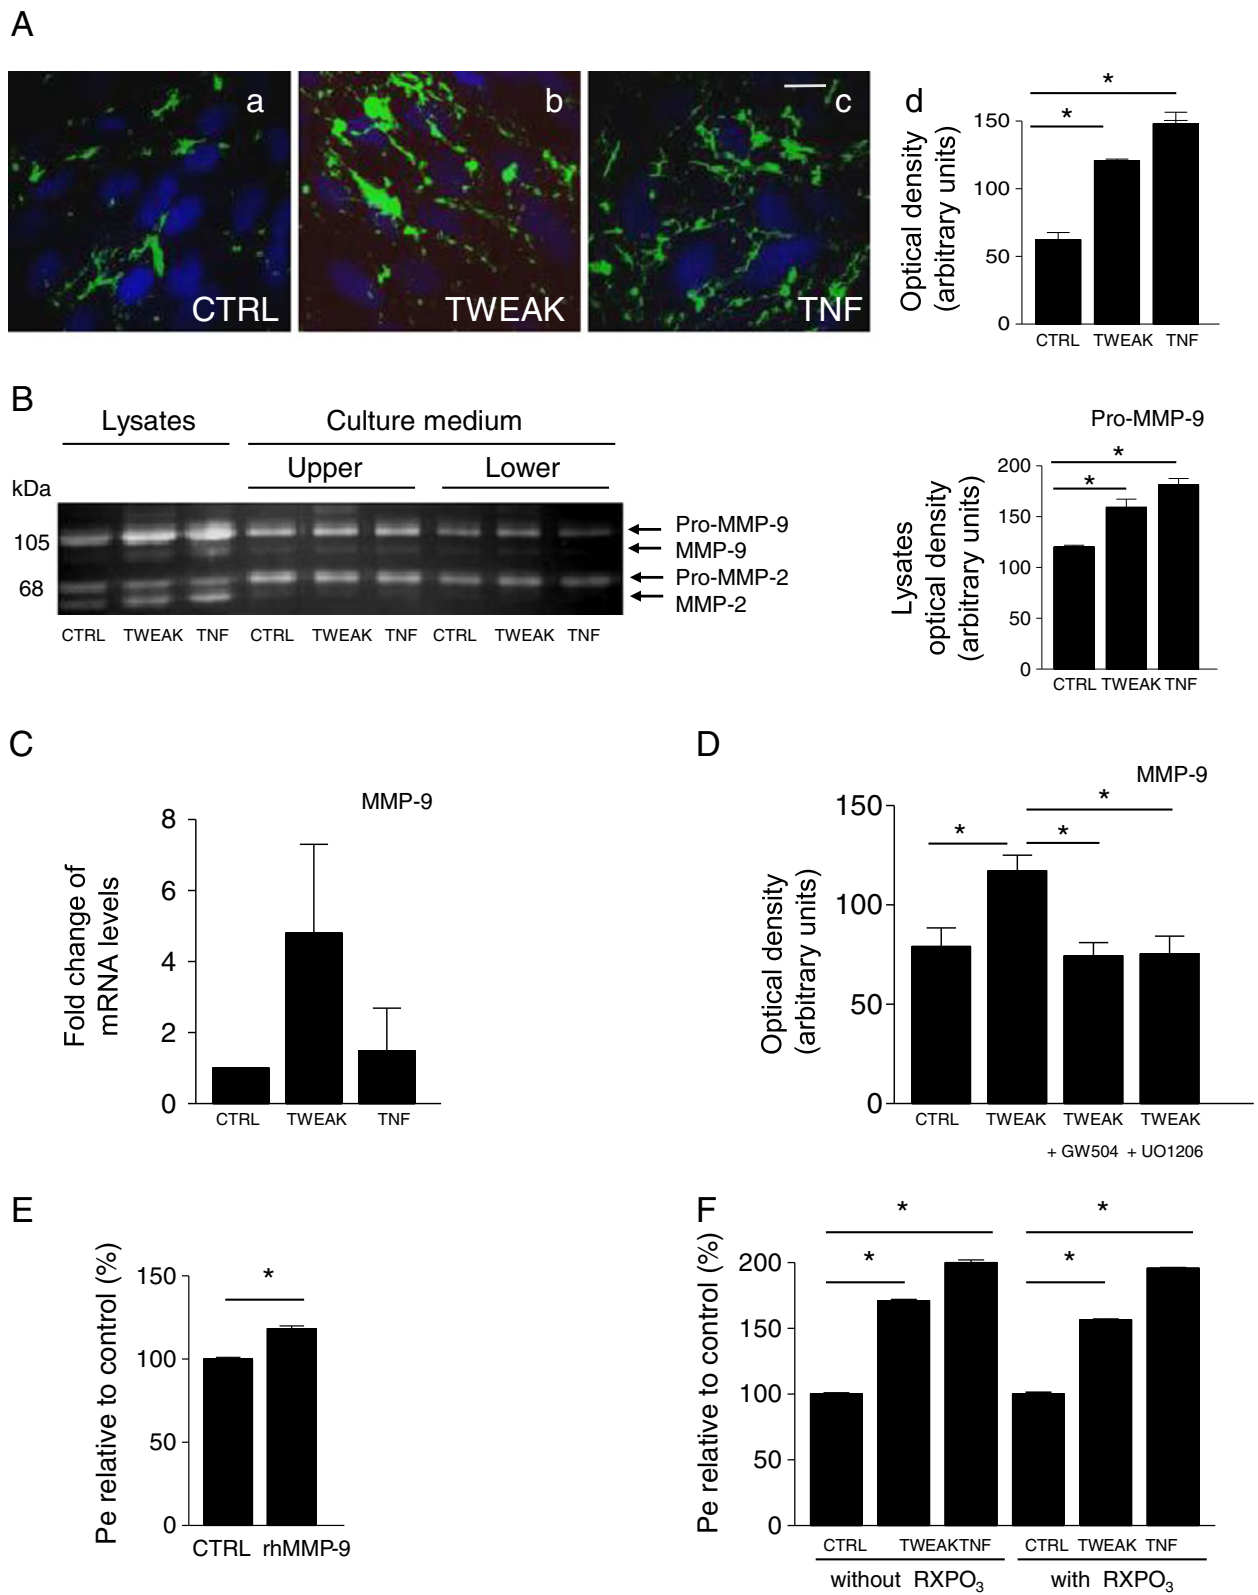 A
a
b
c
CTRL
TWEAK
TNF
d
*
*
Optical density
(arbitrary units)
150
100
50
0
CTRL TWEAK TNF
B
Lysates
Culture medium
Upper
Lower
kDa
105
68
Pro-MMP-9
MMP-9
Pro-MMP-2
MMP-2
CTRL TWEAK TNF CTRL TWEAK TNF CTRL TWEAK TNF
Pro-MMP-9
*
*
Lysates
optical density
(arbitrary units)
200
150
100
50
0
CTRL TWEAK TNF
C
MMP-9
Fold change of
mRNA levels
8
6
4
2
0
CTRL TWEAK TNF
D
MMP-9
*
*
*
Optical density
(arbitrary units)
150
100
50
0
CTRL TWEAK TWEAK TWEAK
+ GW504 + UO1206
E
*
Pe relative to control (%)
150
100
50
0
CTRL rhMMP-9
F
* *
* *
Pe relative to control (%)
200
150
100
50
0
CTRL TWEAKTNF CTRL TWEAK TNF
without RXPO₃ with RXPO₃